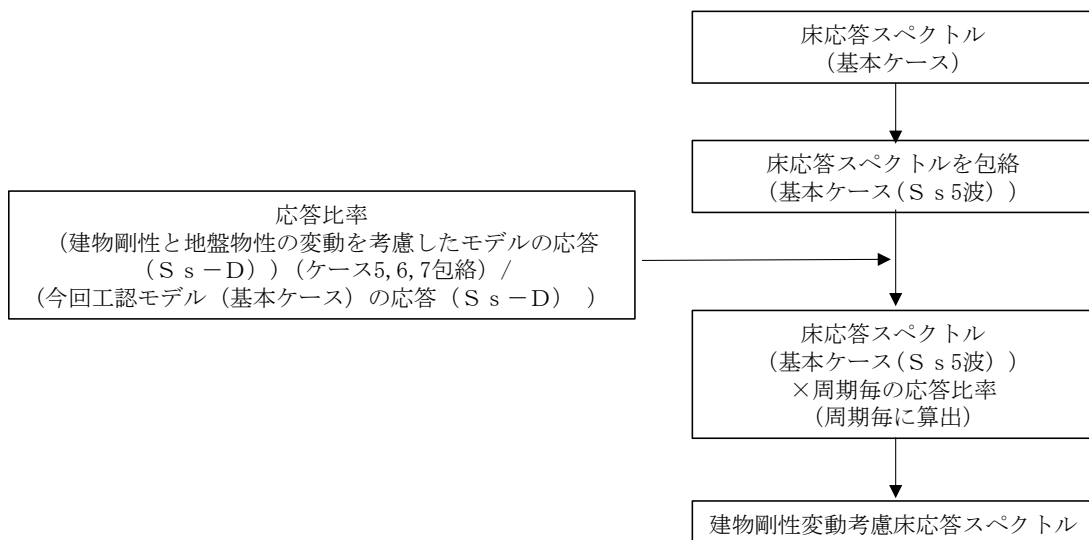 床応答スペクトル
（基本ケース）
床応答スペクトルを包絡
（基本ケース（Ｓｓ5波））
応答比率
（建物剛性と地盤物性の変動を考慮したモデルの応答
（Ｓｓ－Ｄ））（ケース5,6,7包絡）／
（今回工認モデル（基本ケース）の応答（Ｓｓ－Ｄ） ）
床応答スペクトル
（基本ケース（Ｓｓ5波））
×周期毎の応答比率
（周期毎に算出）
建物剛性変動考慮床応答スペクトル